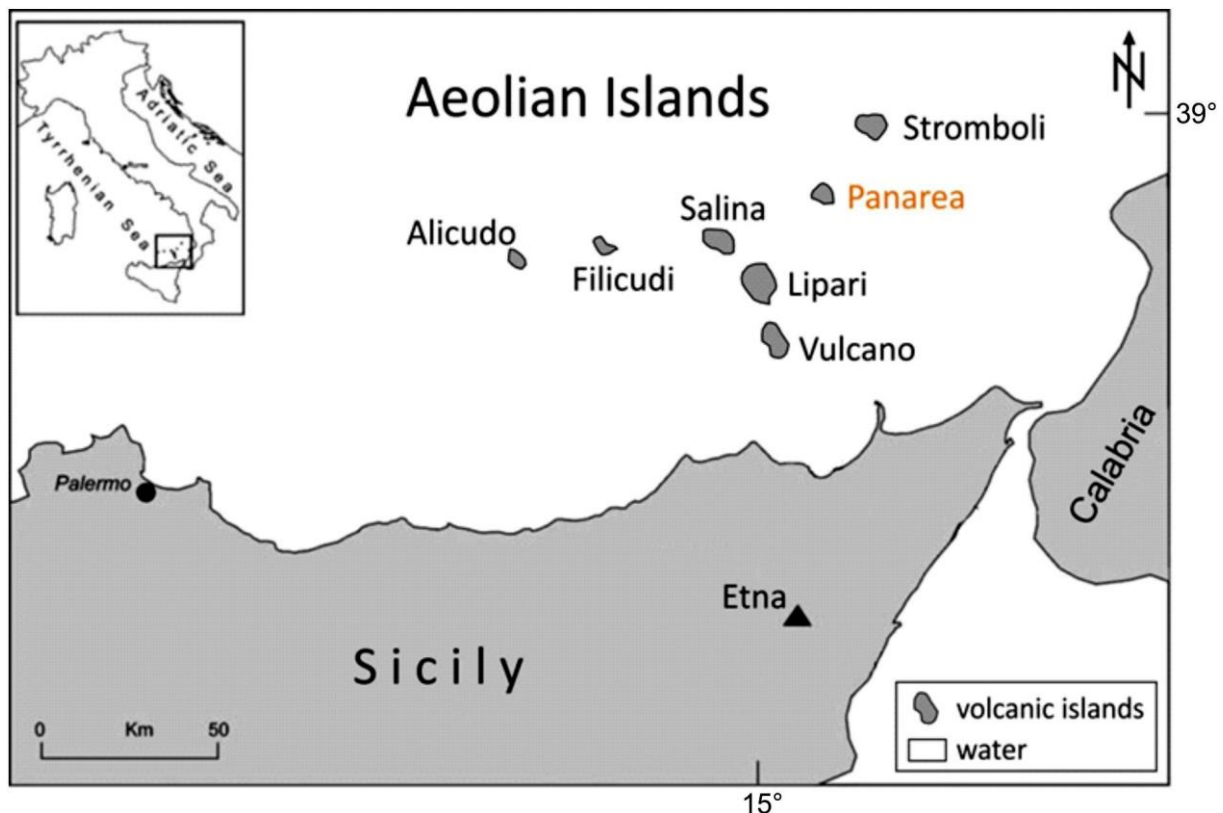 Adriatic Sea
Tyrrhenian Sea
Aeolian Islands
N
39°
Stromboli
Panarea
Salina
Alicudo
Filicudi
Lipari
Vulcano
Palermo
Calabria
Etna
Sicily
0 Km 50
volcanic islands
water
15°